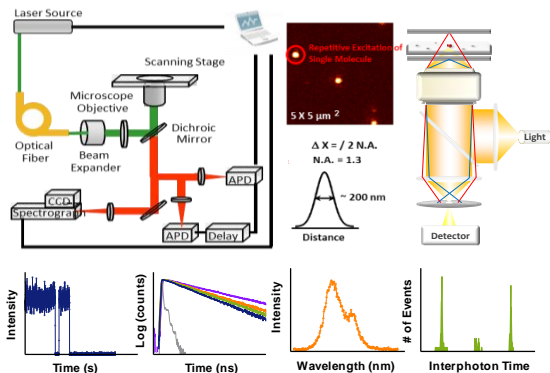 Laser Source
Scanning Stage
Microscope
Objective
Dichroic
Mirror
Optical
Fiber
Beam
Expander
CCD
Spectrograph
APD
APD
Delay
Repetitive Excitation of
Single Molecule
5 X 5 µm 2
Δ X = / 2 N.A.
N.A. = 1.3
~ 200 nm
Distance
Light
Detector
Intensity
Time (s)
Log (counts)
Time (ns)
Intensity
Wavelength (nm)
# of Events
Interphoton Time